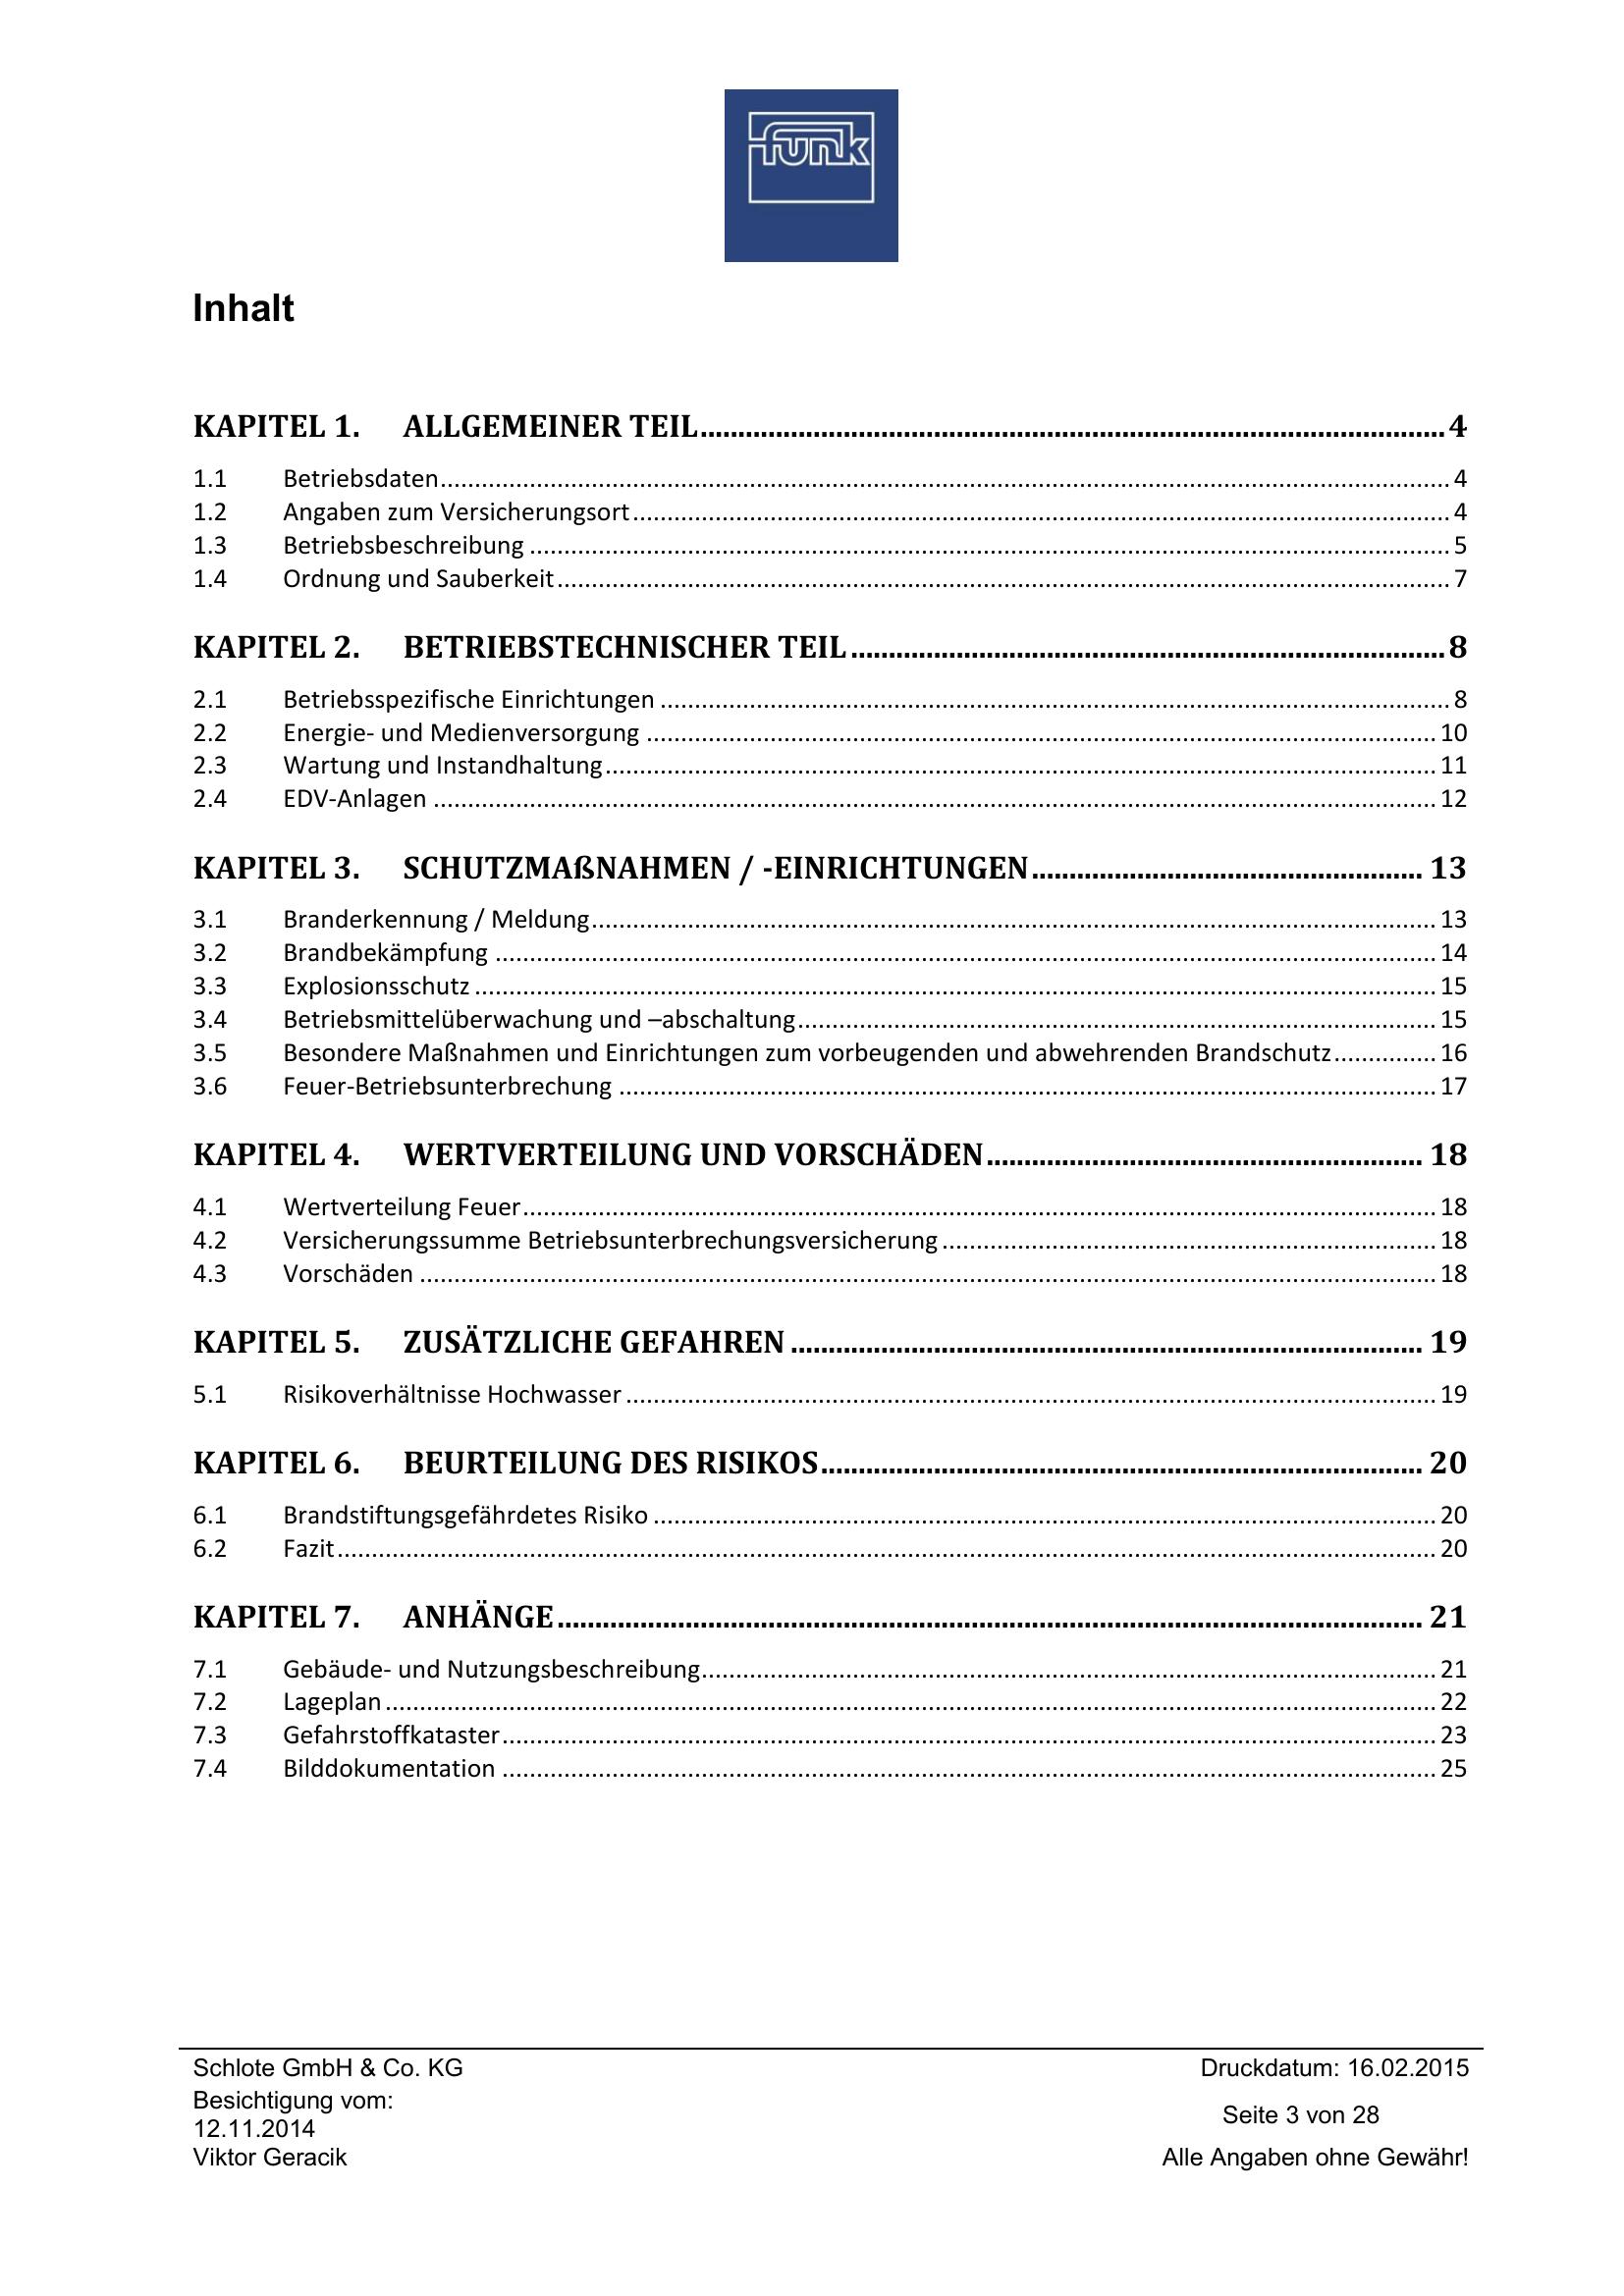 funk
Inhalt
KAPITEL 1. ALLGEMEINER TEIL 4
1.1 Betriebsdaten 4
1.2 Angaben zum Versicherungsort 4
1.3 Betriebsbeschreibung 5
1.4 Ordnung und Sauberkeit 7
KAPITEL 2. BETRIEBSTECHNISCHER TEIL 8
2.1 Betriebsspezifische Einrichtungen 8
2.2 Energie- und Medienversorgung 10
2.3 Wartung und Instandhaltung 11
2.4 EDV-Anlagen 12
KAPITEL 3. SCHUTZMAßNAHMEN / -EINRICHTUNGEN 13
3.1 Branderkennung / Meldung 13
3.2 Brandbekämpfung 14
3.3 Explosionsschutz 15
3.4 Betriebsmittelüberwachung und –abschaltung 15
3.5 Besondere Maßnahmen und Einrichtungen zum vorbeugenden und abwehrenden Brandschutz 16
3.6 Feuer-Betriebsunterbrechung 17
KAPITEL 4. WERTVERTEILUNG UND VORSCHÄDEN 18
4.1 Wertverteilung Feuer 18
4.2 Versicherungssumme Betriebsunterbrechungsversicherung 18
4.3 Vorschäden 18
KAPITEL 5. ZUSÄTZLICHE GEFAHREN 19
5.1 Risikoverhältnisse Hochwasser 19
KAPITEL 6. BEURTEILUNG DES RISIKOS 20
6.1 Brandstiftungsgefährdetes Risiko 20
6.2 Fazit 20
KAPITEL 7. ANHÄNGE 21
7.1 Gebäude- und Nutzungsbeschreibung 21
7.2 Lageplan 22
7.3 Gefahrstoffkataster 23
7.4 Bilddokumentation 25
Schlote GmbH & Co. KG Druckdatum: 16.02.2015
Besichtigung vom:
12.11.2014 Seite 3 von 28
Viktor Geracik Alle Angaben ohne Gewähr!